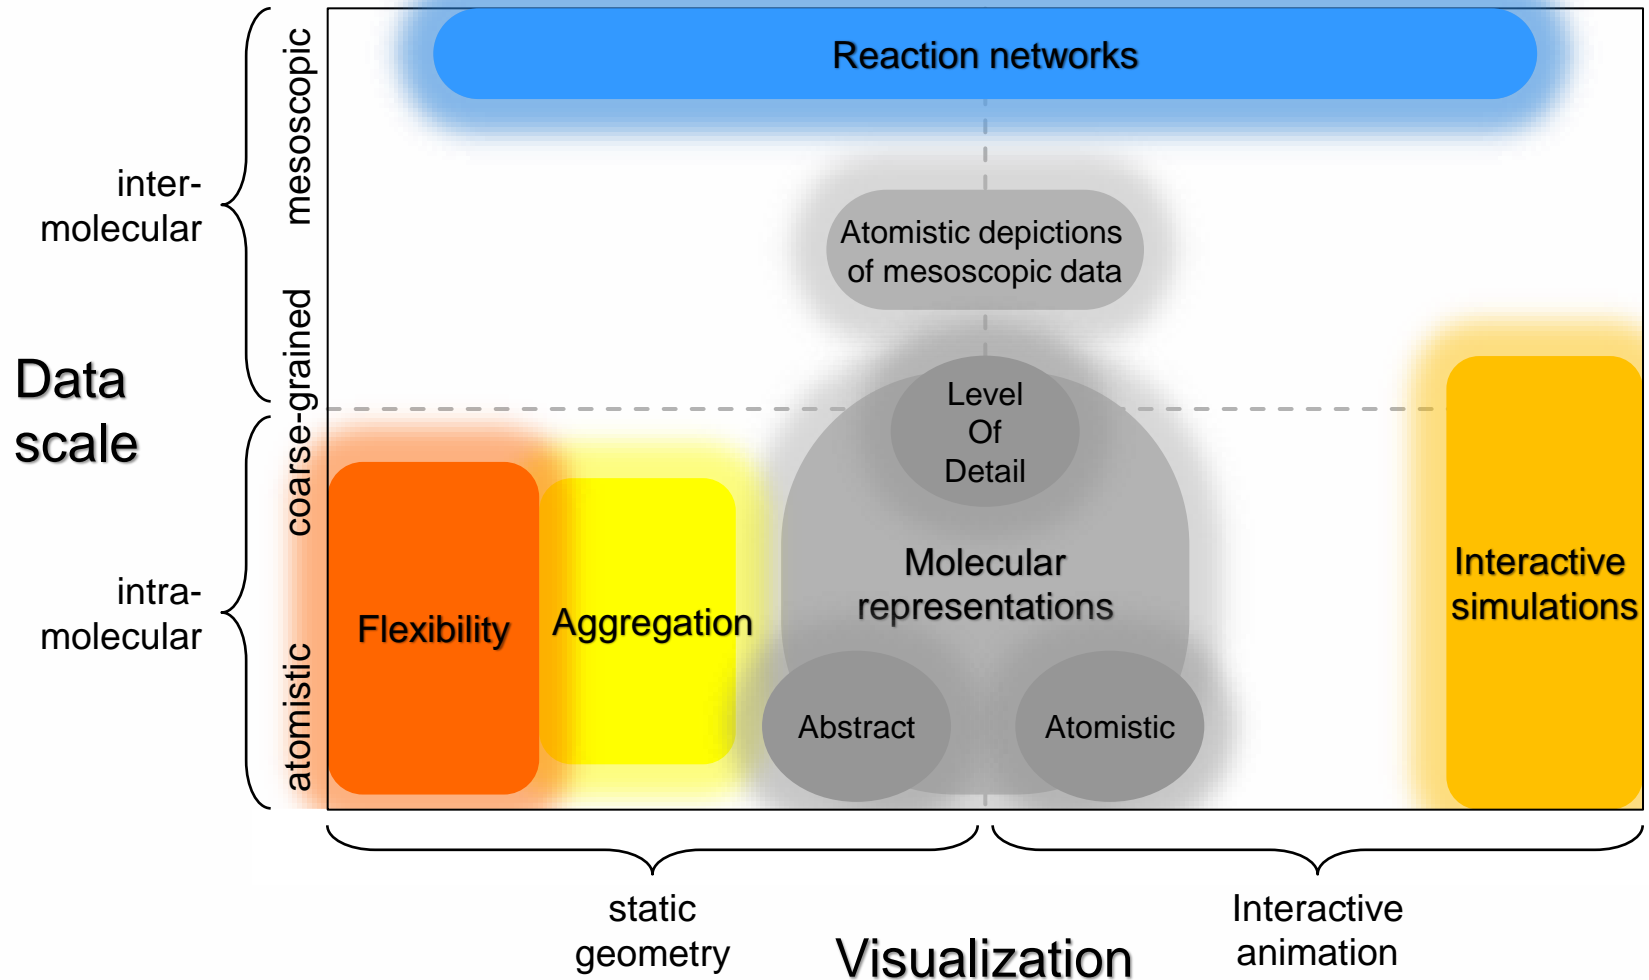 Reaction networks
mesoscopic
inter-
molecular
Atomistic depictions
of mesoscopic data
coarse-grained
Data
scale
Level
Of
Detail
Molecular
representations
Interactive
simulations
intra-
molecular
Flexibility
Aggregation
atomistic
Abstract
Atomistic
static
geometry
Interactive
animation
Visualization